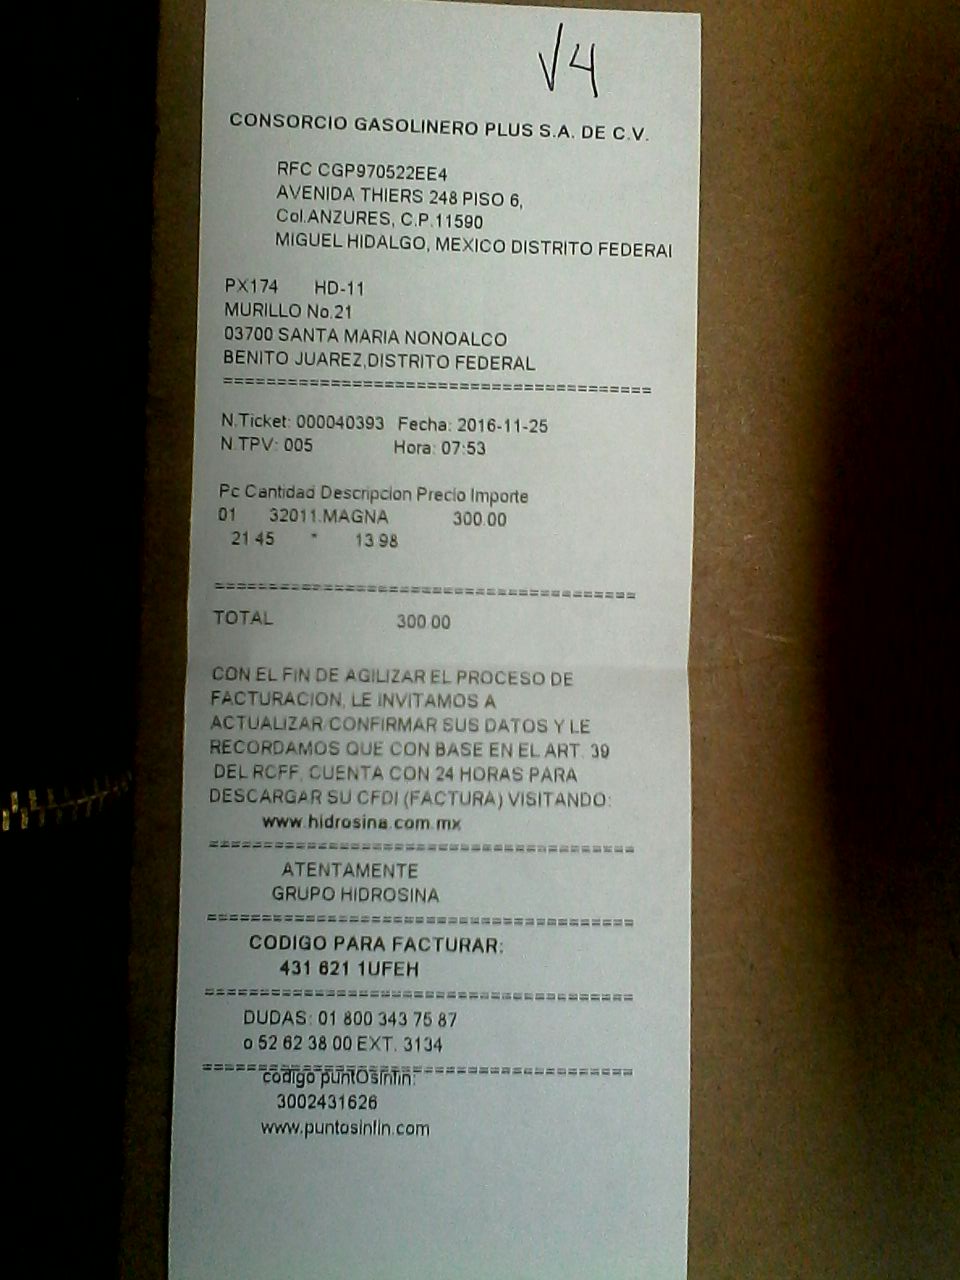 √4
CONSORCIO GASOLINERO PLUS S.A. DE C.V.
RFC CGP970522EE4
AVENIDA THIERS 248 PISO 6,
Col.ANZURES, C.P.11590
MIGUEL HIDALGO, MEXICO DISTRITO FEDERAl
PX174 HD-11
MURILLO No.21
03700 SANTA MARIA NONOALCO
BENITO JUAREZ,DISTRITO FEDERAL
========================================
N.Ticket: 000040393 Fecha: 2016-11-25
N.TPV: 005 Hora: 07:53
Pc Cantidad Descripcion Precio Importe
01 32011.MAGNA 300.00
21.45 * 13.98
========================================
TOTAL 300.00
CON EL FIN DE AGILIZAR EL PROCESO DE
FACTURACION, LE INVITAMOS A
ACTUALIZAR/CONFIRMAR SUS DATOS Y LE
RECORDAMOS QUE CON BASE EN EL ART. 39
DEL RCFF, CUENTA CON 24 HORAS PARA
DESCARGAR SU CFDI (FACTURA) VISITANDO:
www.hidrosina.com.mx
========================================
ATENTAMENTE
GRUPO HIDROSINA
========================================
CODIGO PARA FACTURAR:
431 621 1UFEH
========================================
DUDAS: 01 800 343 75 87
o 52 62 38 00 EXT. 3134
========================================
codigo puntOsinfin:
3002431626
www.puntosinfin.com